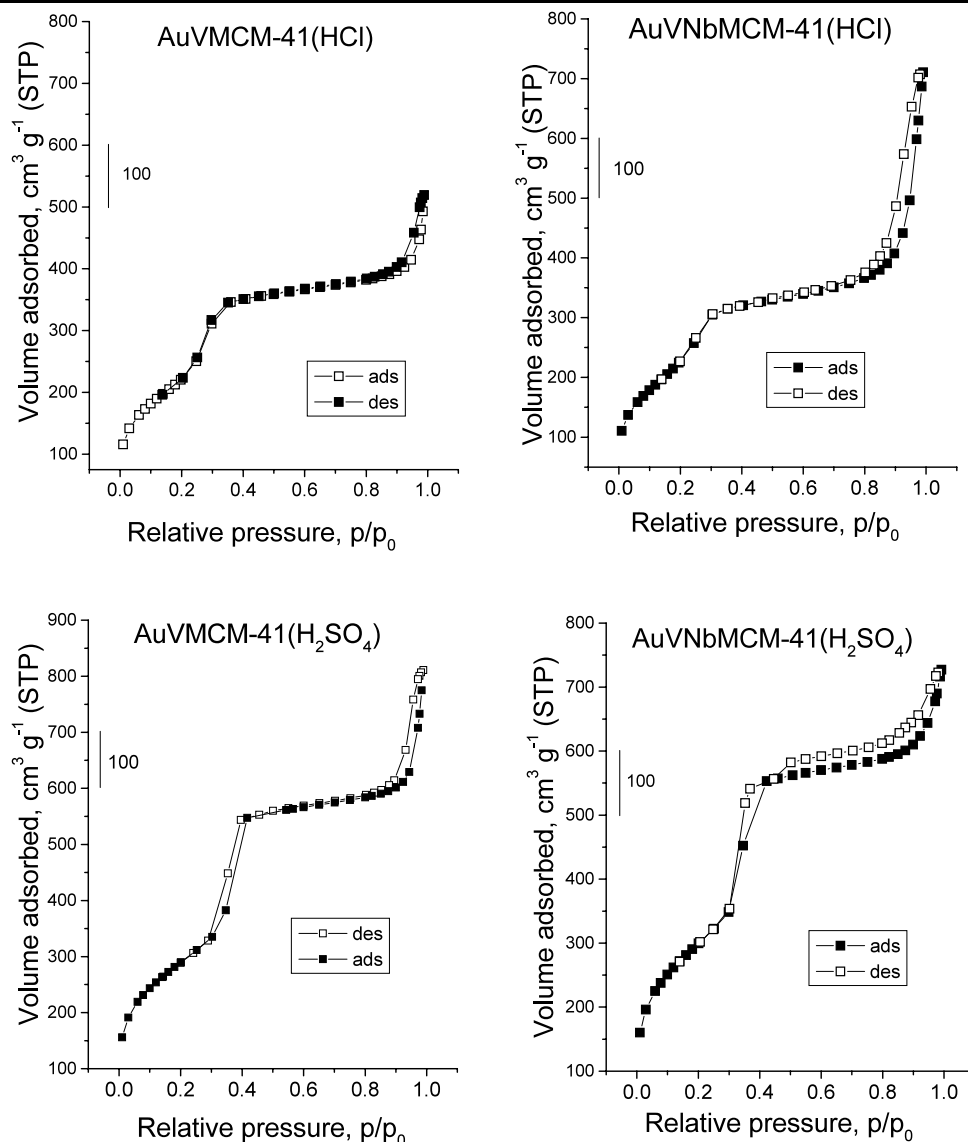 AuVMCM-41(HCl)
Volume adsorbed, cm³ g⁻¹ (STP)
800
700
600
500
400
300
200
100
100
ads
des
0.0 0.2 0.4 0.6 0.8 1.0
Relative pressure, p/p₀
AuVNbMCM-41(HCl)
Volume adsorbed, cm³ g⁻¹ (STP)
800
700
600
500
400
300
200
100
100
ads
des
0.0 0.2 0.4 0.6 0.8 1.0
Relative pressure, p/p₀
AuVMCM-41(H₂SO₄)
Volume adsorbed, cm³ g⁻¹ (STP)
900
800
700
600
500
400
300
200
100
100
des
ads
0.0 0.2 0.4 0.6 0.8 1.0
Relative pressure, p/p₀
AuVNbMCM-41(H₂SO₄)
Volume adsorbed, cm³ g⁻¹ (STP)
800
700
600
500
400
300
200
100
100
ads
des
0.0 0.2 0.4 0.6 0.8 1.0
Relative pressure, p/p₀